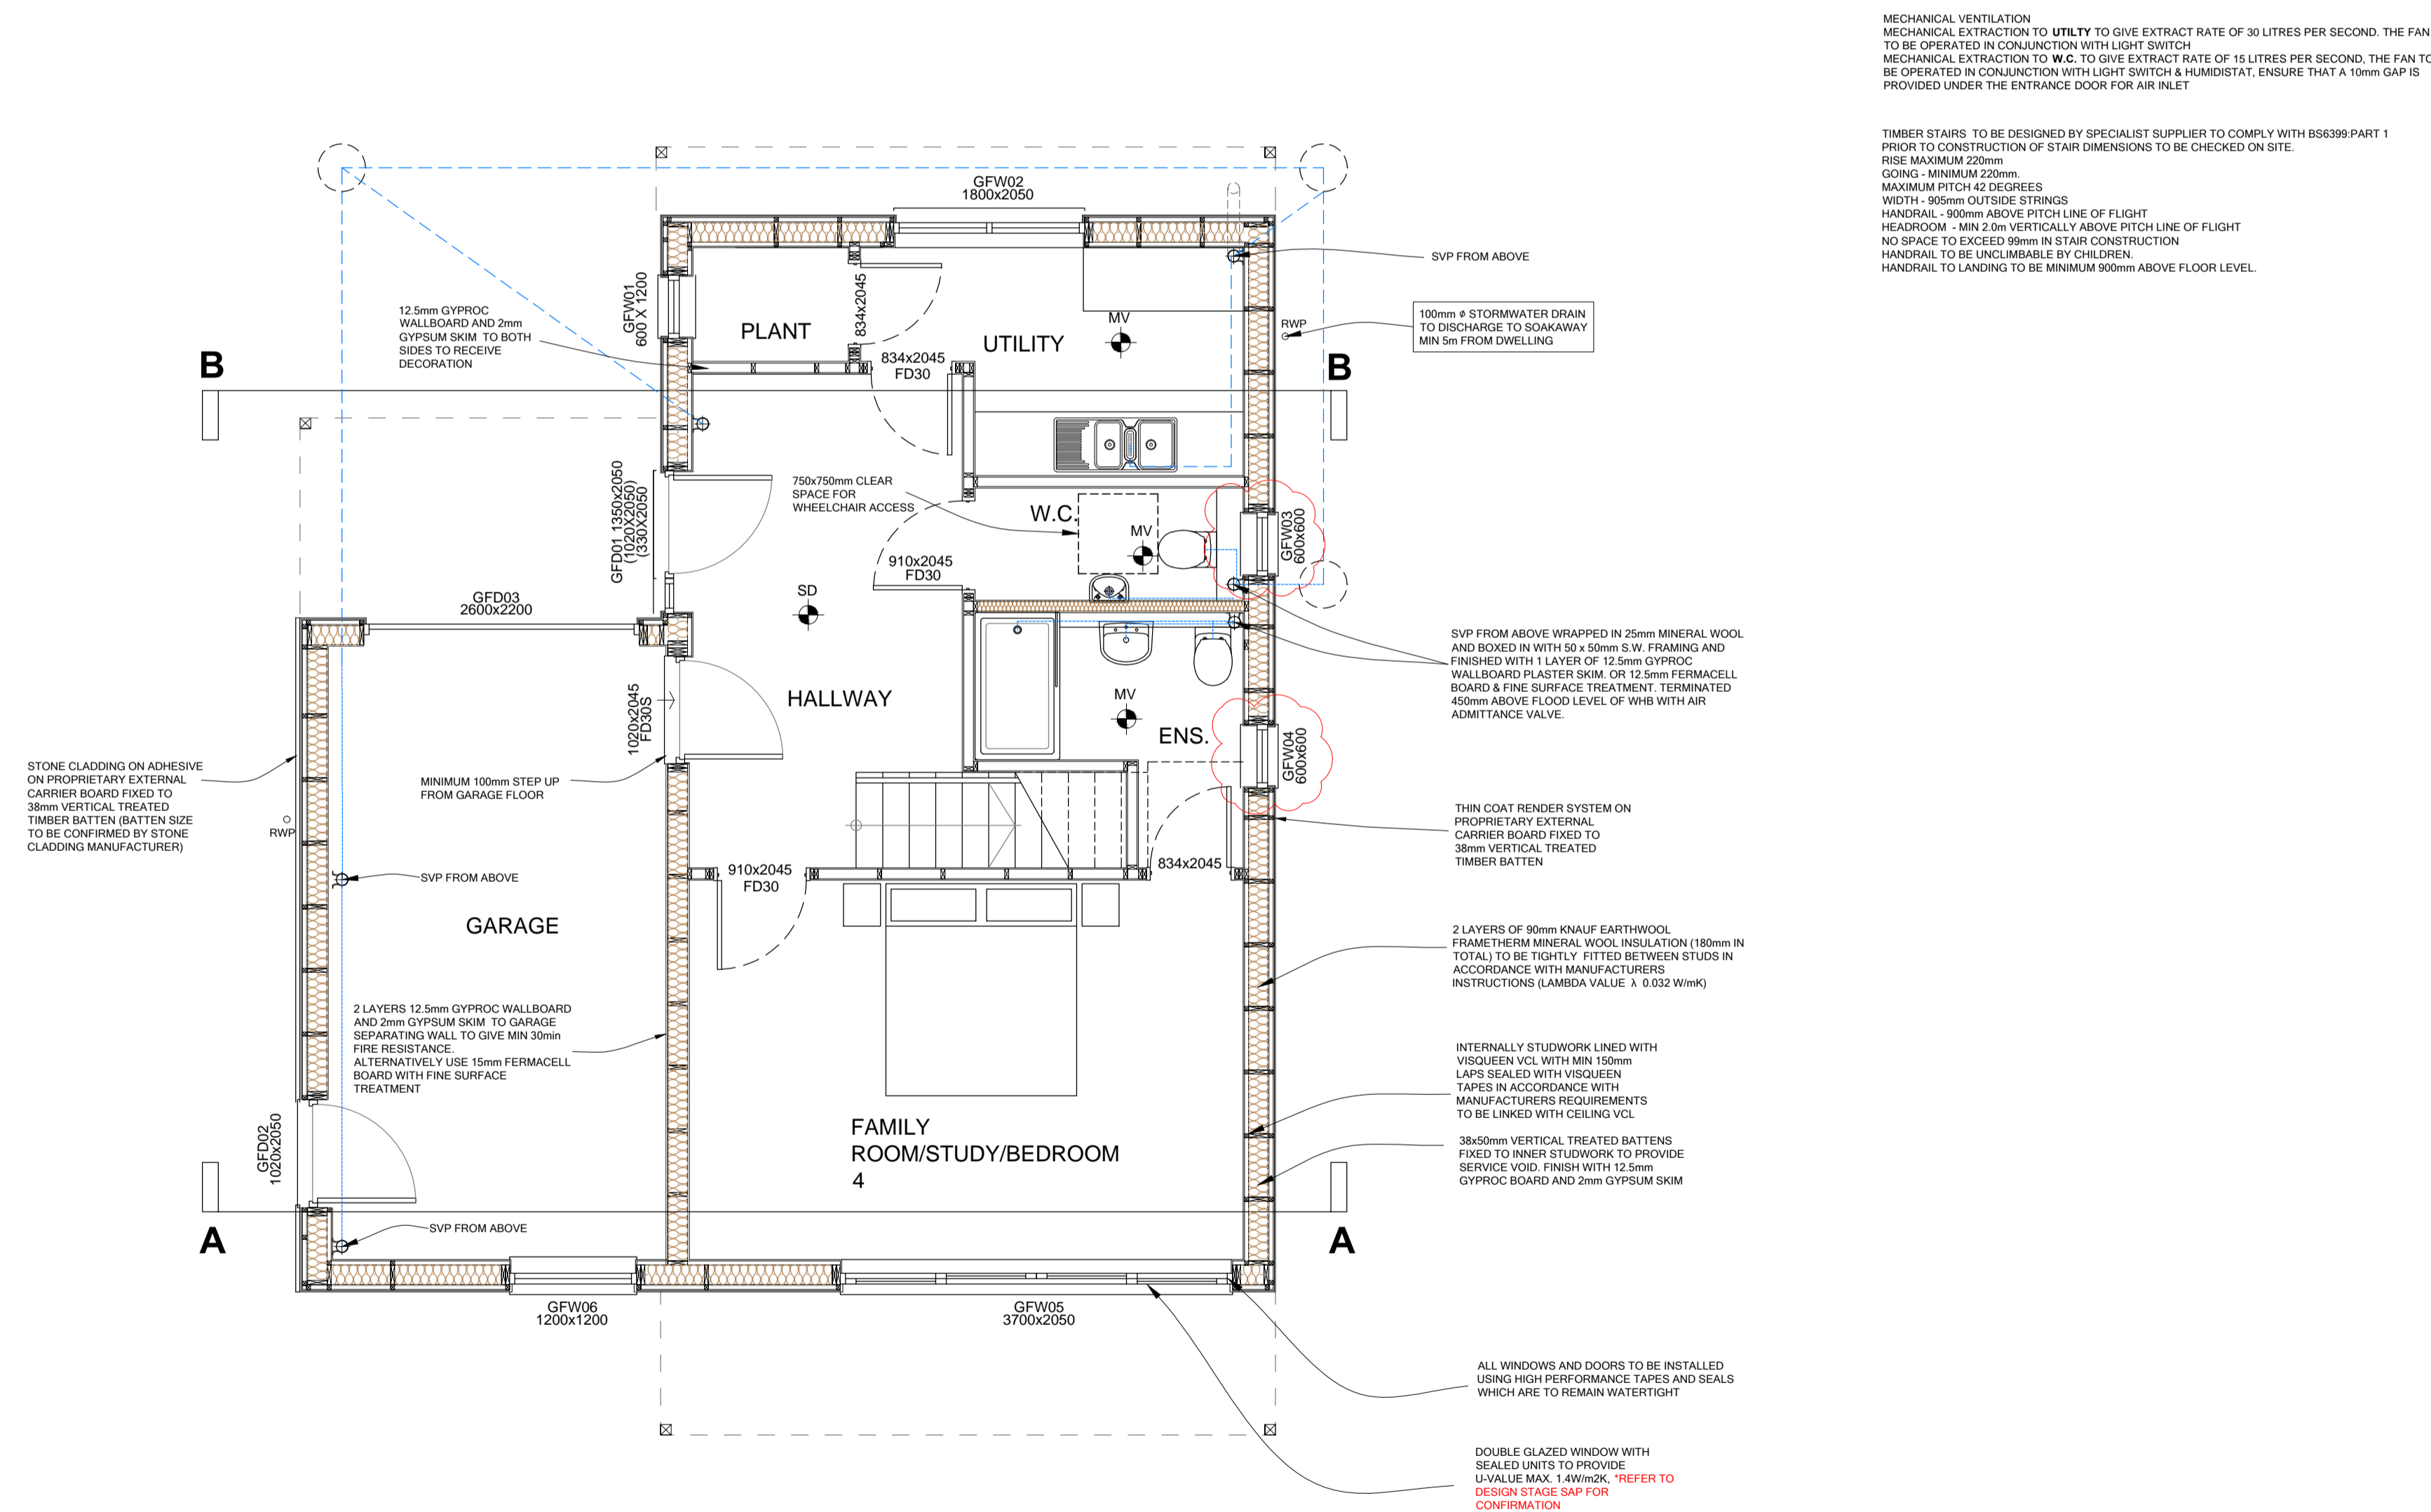 MECHANICAL VENTILATION
MECHANICAL EXTRACTION TO UTILTY TO GIVE EXTRACT RATE OF 30 LITRES PER SECOND. THE FAN
TO BE OPERATED IN CONJUNCTION WITH LIGHT SWITCH
MECHANICAL EXTRACTION TO W.C. TO GIVE EXTRACT RATE OF 15 LITRES PER SECOND, THE FAN TO
BE OPERATED IN CONJUNCTION WITH LIGHT SWITCH & HUMIDISTAT, ENSURE THAT A 10mm GAP IS
PROVIDED UNDER THE ENTRANCE DOOR FOR AIR INLET
TIMBER STAIRS TO BE DESIGNED BY SPECIALIST SUPPLIER TO COMPLY WITH BS6399:PART 1
PRIOR TO CONSTRUCTION OF STAIR DIMENSIONS TO BE CHECKED ON SITE.
RISE MAXIMUM 220mm
GOING - MINIMUM 220mm.
MAXIMUM PITCH 42 DEGREES
WIDTH - 905mm OUTSIDE STRINGS
HANDRAIL - 900mm ABOVE PITCH LINE OF FLIGHT
HEADROOM - MIN 2.0m VERTICALLY ABOVE PITCH LINE OF FLIGHT
NO SPACE TO EXCEED 99mm IN STAIR CONSTRUCTION
HANDRAIL TO BE UNCLIMBABLE BY CHILDREN.
HANDRAIL TO LANDING TO BE MINIMUM 900mm ABOVE FLOOR LEVEL.
GFW02
1800x2050
SVP FROM ABOVE
GFW01
600 X 1200
12.5mm GYPROC
WALLBOARD AND 2mm
GYPSUM SKIM TO BOTH
SIDES TO RECEIVE
DECORATION
PLANT
834x2045
UTILITY
MV
RWP
100mm ⌀ STORMWATER DRAIN
TO DISCHARGE TO SOAKAWAY
MIN 5m FROM DWELLING
834x2045
FD30
B
B
GFD01 1350x2050
(1020X2050)
(330X2050)
750x750mm CLEAR
SPACE FOR
WHEELCHAIR ACCESS
W.C.
MV
GFW03
600x600
910x2045
FD30
SD
GFD03
2600x2200
SVP FROM ABOVE WRAPPED IN 25mm MINERAL WOOL
AND BOXED IN WITH 50 x 50mm S.W. FRAMING AND
FINISHED WITH 1 LAYER OF 12.5mm GYPROC
WALLBOARD PLASTER SKIM. OR 12.5mm FERMACELL
BOARD & FINE SURFACE TREATMENT. TERMINATED
450mm ABOVE FLOOD LEVEL OF WHB WITH AIR
ADMITTANCE VALVE.
HALLWAY
1020x2045
FD30S
MV
ENS.
GFW04
600x600
STONE CLADDING ON ADHESIVE
ON PROPRIETARY EXTERNAL
CARRIER BOARD FIXED TO
38mm VERTICAL TREATED
TIMBER BATTEN (BATTEN SIZE
TO BE CONFIRMED BY STONE
CLADDING MANUFACTURER)
RWP
MINIMUM 100mm STEP UP
FROM GARAGE FLOOR
THIN COAT RENDER SYSTEM ON
PROPRIETARY EXTERNAL
CARRIER BOARD FIXED TO
38mm VERTICAL TREATED
TIMBER BATTEN
834x2045
910x2045
FD30
SVP FROM ABOVE
GARAGE
2 LAYERS OF 90mm KNAUF EARTHWOOL
FRAMETHERM MINERAL WOOL INSULATION (180mm IN
TOTAL) TO BE TIGHTLY FITTED BETWEEN STUDS IN
ACCORDANCE WITH MANUFACTURERS
INSTRUCTIONS (LAMBDA VALUE λ 0.032 W/mK)
2 LAYERS 12.5mm GYPROC WALLBOARD
AND 2mm GYPSUM SKIM TO GARAGE
SEPARATING WALL TO GIVE MIN 30min
FIRE RESISTANCE.
ALTERNATIVELY USE 15mm FERMACELL
BOARD WITH FINE SURFACE
TREATMENT
INTERNALLY STUDWORK LINED WITH
VISQUEEN VCL WITH MIN 150mm
LAPS SEALED WITH VISQUEEN
TAPES IN ACCORDANCE WITH
MANUFACTURERS REQUIREMENTS
TO BE LINKED WITH CEILING VCL
GFD02
1020x2050
FAMILY
ROOM/STUDY/BEDROOM
4
38x50mm VERTICAL TREATED BATTENS
FIXED TO INNER STUDWORK TO PROVIDE
SERVICE VOID. FINISH WITH 12.5mm
GYPROC BOARD AND 2mm GYPSUM SKIM
A
SVP FROM ABOVE
A
GFW06
1200x1200
GFW05
3700x2050
ALL WINDOWS AND DOORS TO BE INSTALLED
USING HIGH PERFORMANCE TAPES AND SEALS
WHICH ARE TO REMAIN WATERTIGHT
DOUBLE GLAZED WINDOW WITH
SEALED UNITS TO PROVIDE
U-VALUE MAX. 1.4W/m2K, *REFER TO
DESIGN STAGE SAP FOR
CONFIRMATION